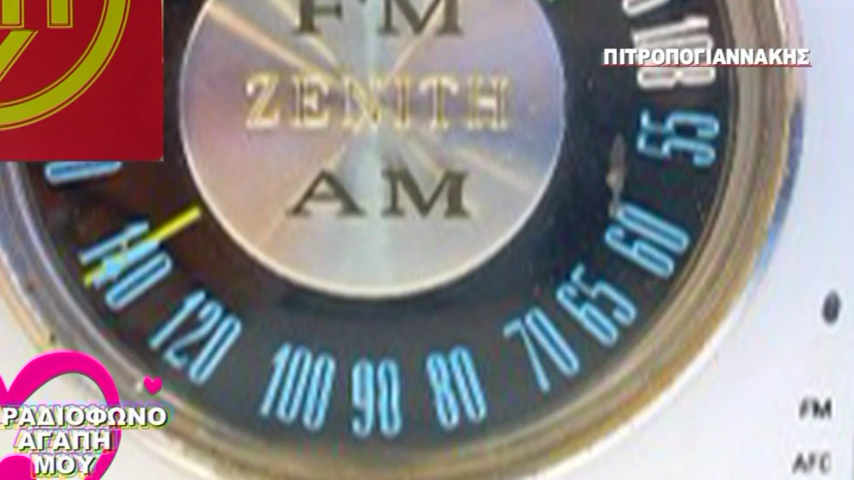 FM
ΠΙΤΡΟΠΟΓΙΑΝΝΑΚΗΣ
ZENITH
108
55
AM
60
140
65
120
70
100 90 80
FM
ΡΑΔΙΟΦΩΝΟ
ΑΓΑΠΗ
ΜΟΥ
AFC